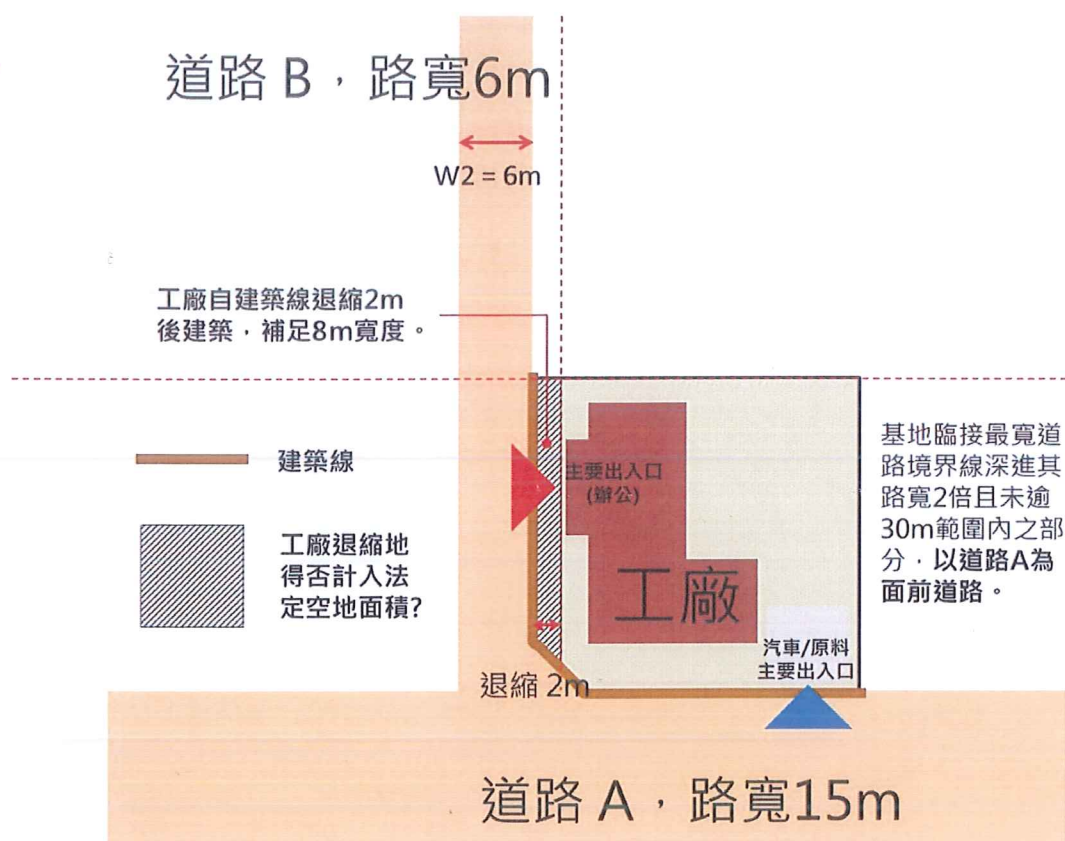 道路 B，路寬6m
W2 = 6m
工廠自建築線退縮2m
後建築，補足8m寬度。
建築線
工廠退縮地
得否計入法
定空地面積?
主要出入口
(辦公)
工廠
汽車/原料
主要出入口
退縮 2m
基地臨接最寬道
路境界線深進其
路寬2倍且未逾
30m範圍內之部
分，以道路A為
面前道路。
道路 A，路寬15m